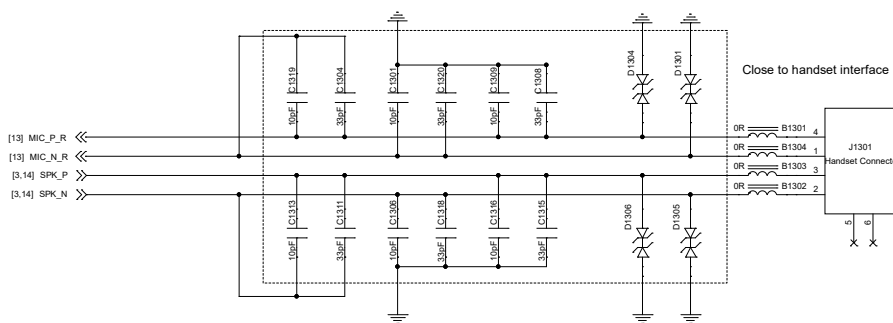 C1319
10pF
C1304
33pF
C1301
10pF
C1320
33pF
C1309
10pF
C1308
33pF
D1304
D1301
Close to handset interface
[13] MIC_P_R
[13] MIC_N_R
[3,14] SPK_P
[3,14] SPK_N
0R B1301 4
0R B1304 1
0R B1303 3
0R B1302 2
J1301
Handset Connecto
5
6
C1313
10pF
C1311
33pF
C1306
10pF
C1318
33pF
C1316
10pF
C1315
33pF
D1306
D1305